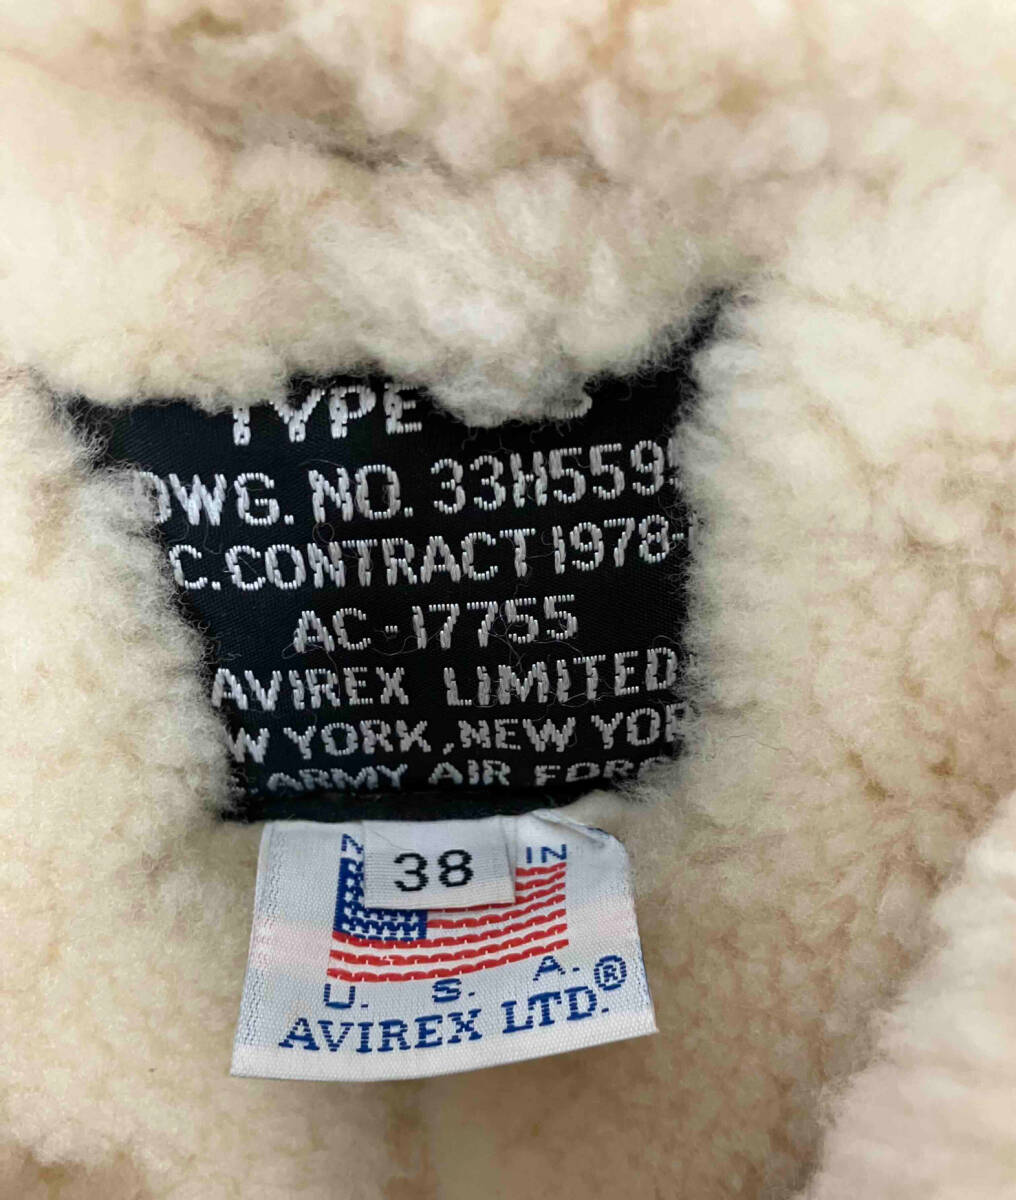 TYPE
DWG. NO. 33H559
C. CONTRACT 1978-
AC-17755
AVIREX LIMITED
W YORK, NEW YOR
ARMY AIR FORC
38
IN
U. S. A.
AVIREX LTD.®